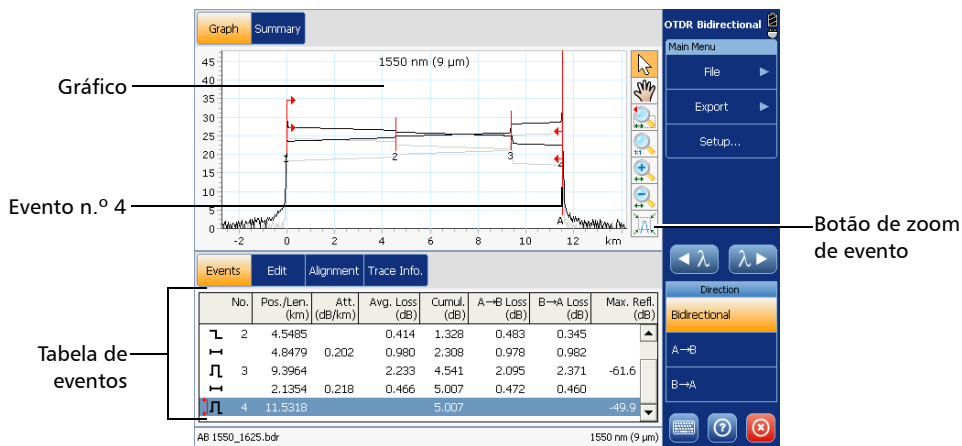 Graph Summary
OTDR Bidirectional
Main Menu
File
Export
Setup...
1550 nm (9 µm)
45
40
35
30
25
20
15
10
5
0
-2 0 2 4 6 8 10 12 km
1 2 3 4
A
1:1
Gráfico
Evento n.º 4
Botão de zoom
de evento
Tabela de
eventos
λ λ
Direction
Bidirectional
A→B
B→A
Events Edit Alignment Trace Info.
No. Pos./Len. Att. Avg. Loss Cumul. A→B Loss B→A Loss Max. Refl.
(km) (dB/km) (dB) (dB) (dB) (dB) (dB)
2 4.5485 0.414 1.328 0.483 0.345
4.8479 0.202 0.980 2.308 0.978 0.982
3 9.3964 2.233 4.541 2.095 2.371 -61.6
2.1354 0.218 0.466 5.007 0.472 0.460
4 11.5318 5.007 -49.9
AB 1550_1625.bdr 1550 nm (9 µm)
?